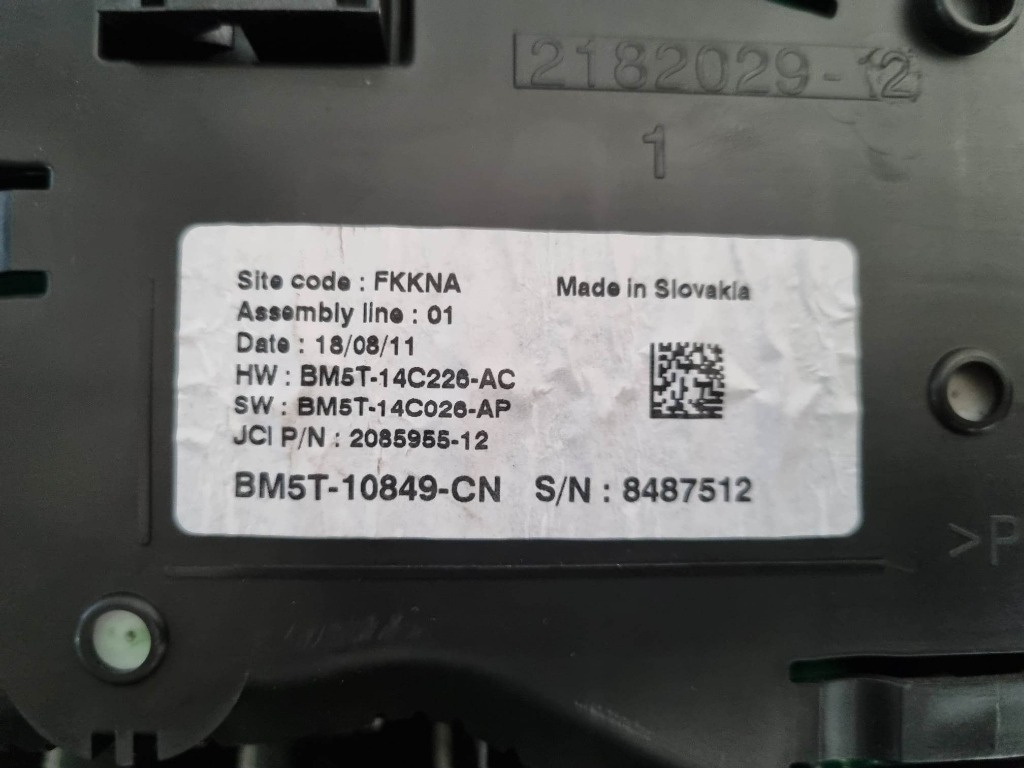 2182029-12
1
Site code : FKKNA
Made in Slovakia
Assembly line : 01
Date : 18/08/11
HW : BM5T-14C226-AC
SW : BM5T-14C026-AP
JCI P/N : 2085955-12
BM5T-10849-CN S/N : 8487512
>P